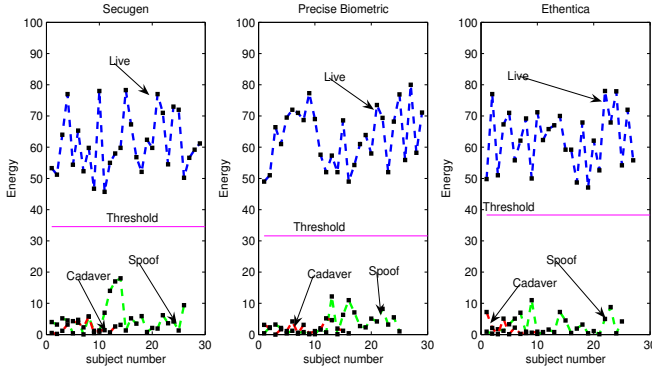 Secugen
100
90
80
70
60
50
40
30
20
10
0
0
10
20
30
Energy
subject number
Live
Threshold
Cadaver
Spoof
Precise Biometric
100
90
80
70
60
50
40
30
20
10
0
0
10
20
30
Energy
subject number
Live
Threshold
Cadaver
Spoof
Ethentica
100
90
80
70
60
50
40
30
20
10
0
0
10
20
30
Energy
subject number
Live
Threshold
Cadaver
Spoof